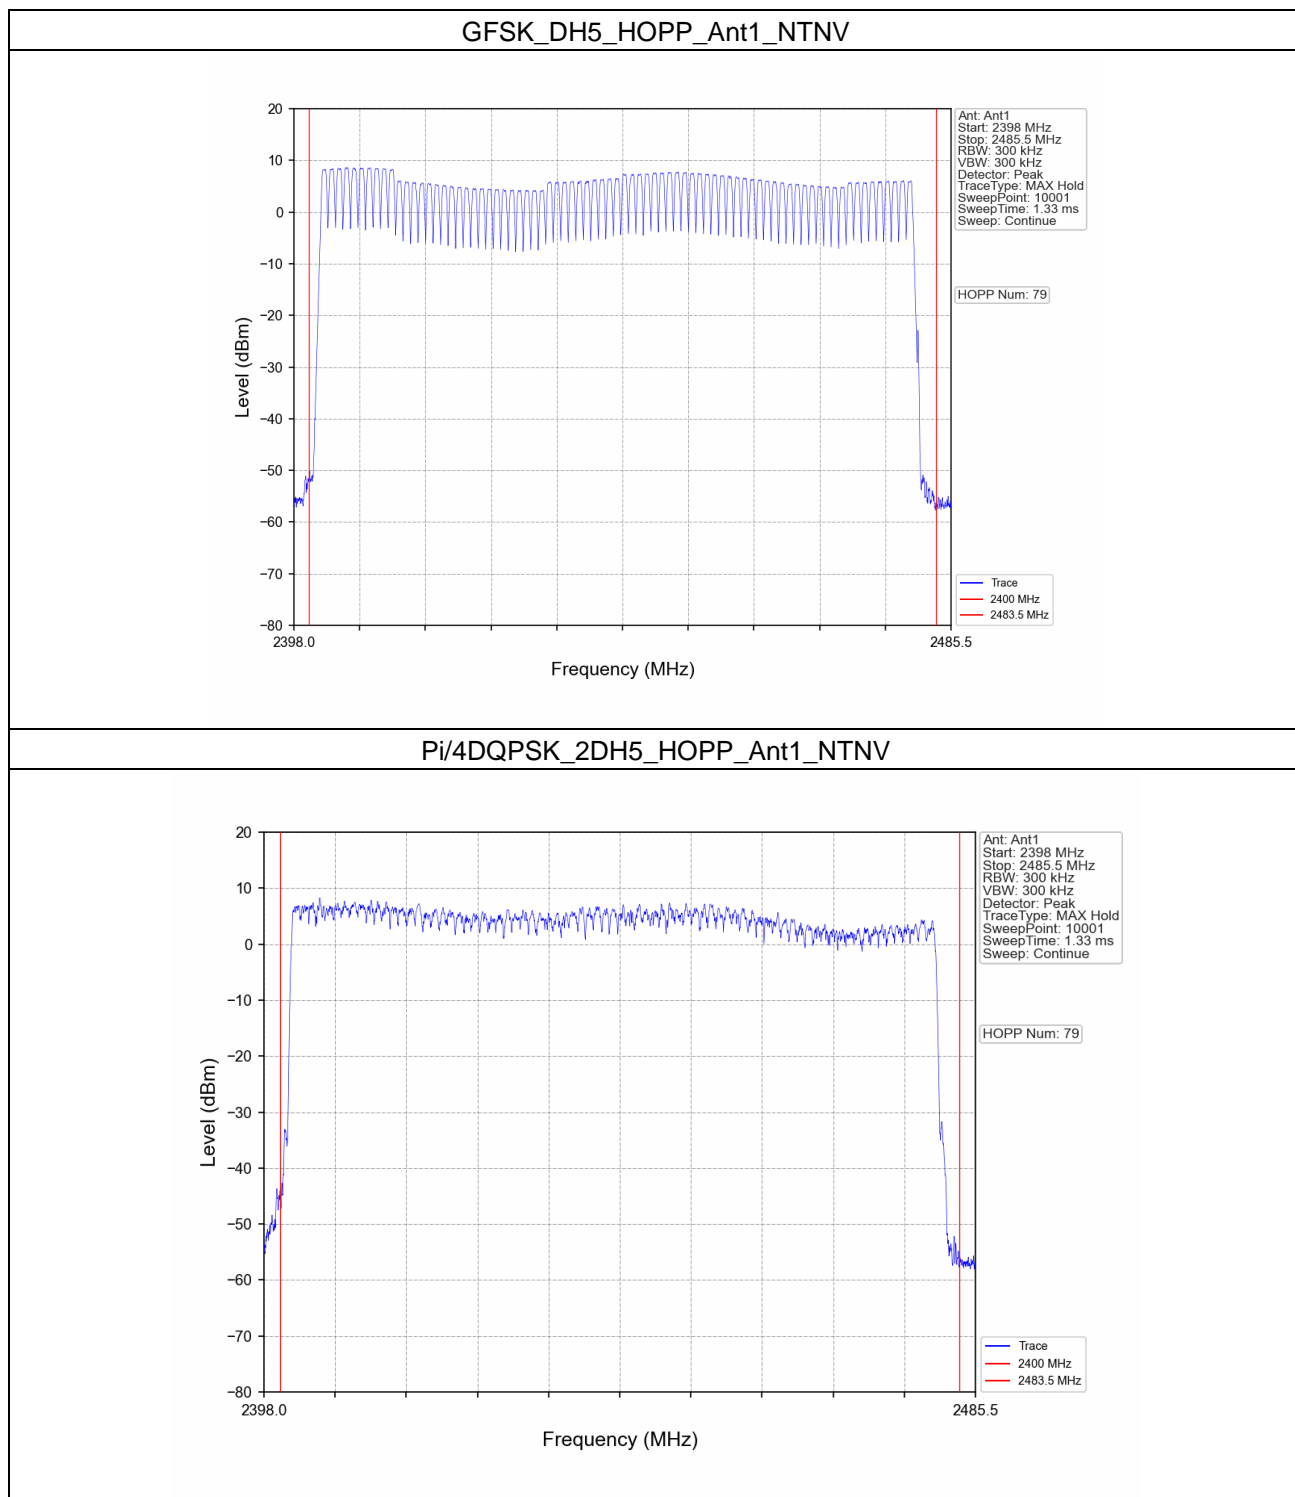 GFSK_DH5_HOPP_Ant1_NTNV
20
10
0
−10
−20
−30
−40
−50
−60
−70
−80
Level (dBm)
2398.0
2485.5
Frequency (MHz)
Ant: Ant1
Start: 2398 MHz
Stop: 2485.5 MHz
RBW: 300 kHz
VBW: 300 kHz
Detector: Peak
TraceType: MAX Hold
SweepPoint: 10001
SweepTime: 1.33 ms
Sweep: Continue
HOPP Num: 79
Trace
2400 MHz
2483.5 MHz
Pi/4DQPSK_2DH5_HOPP_Ant1_NTNV
20
10
0
−10
−20
−30
−40
−50
−60
−70
−80
Level (dBm)
2398.0
2485.5
Frequency (MHz)
Ant: Ant1
Start: 2398 MHz
Stop: 2485.5 MHz
RBW: 300 kHz
VBW: 300 kHz
Detector: Peak
TraceType: MAX Hold
SweepPoint: 10001
SweepTime: 1.33 ms
Sweep: Continue
HOPP Num: 79
Trace
2400 MHz
2483.5 MHz